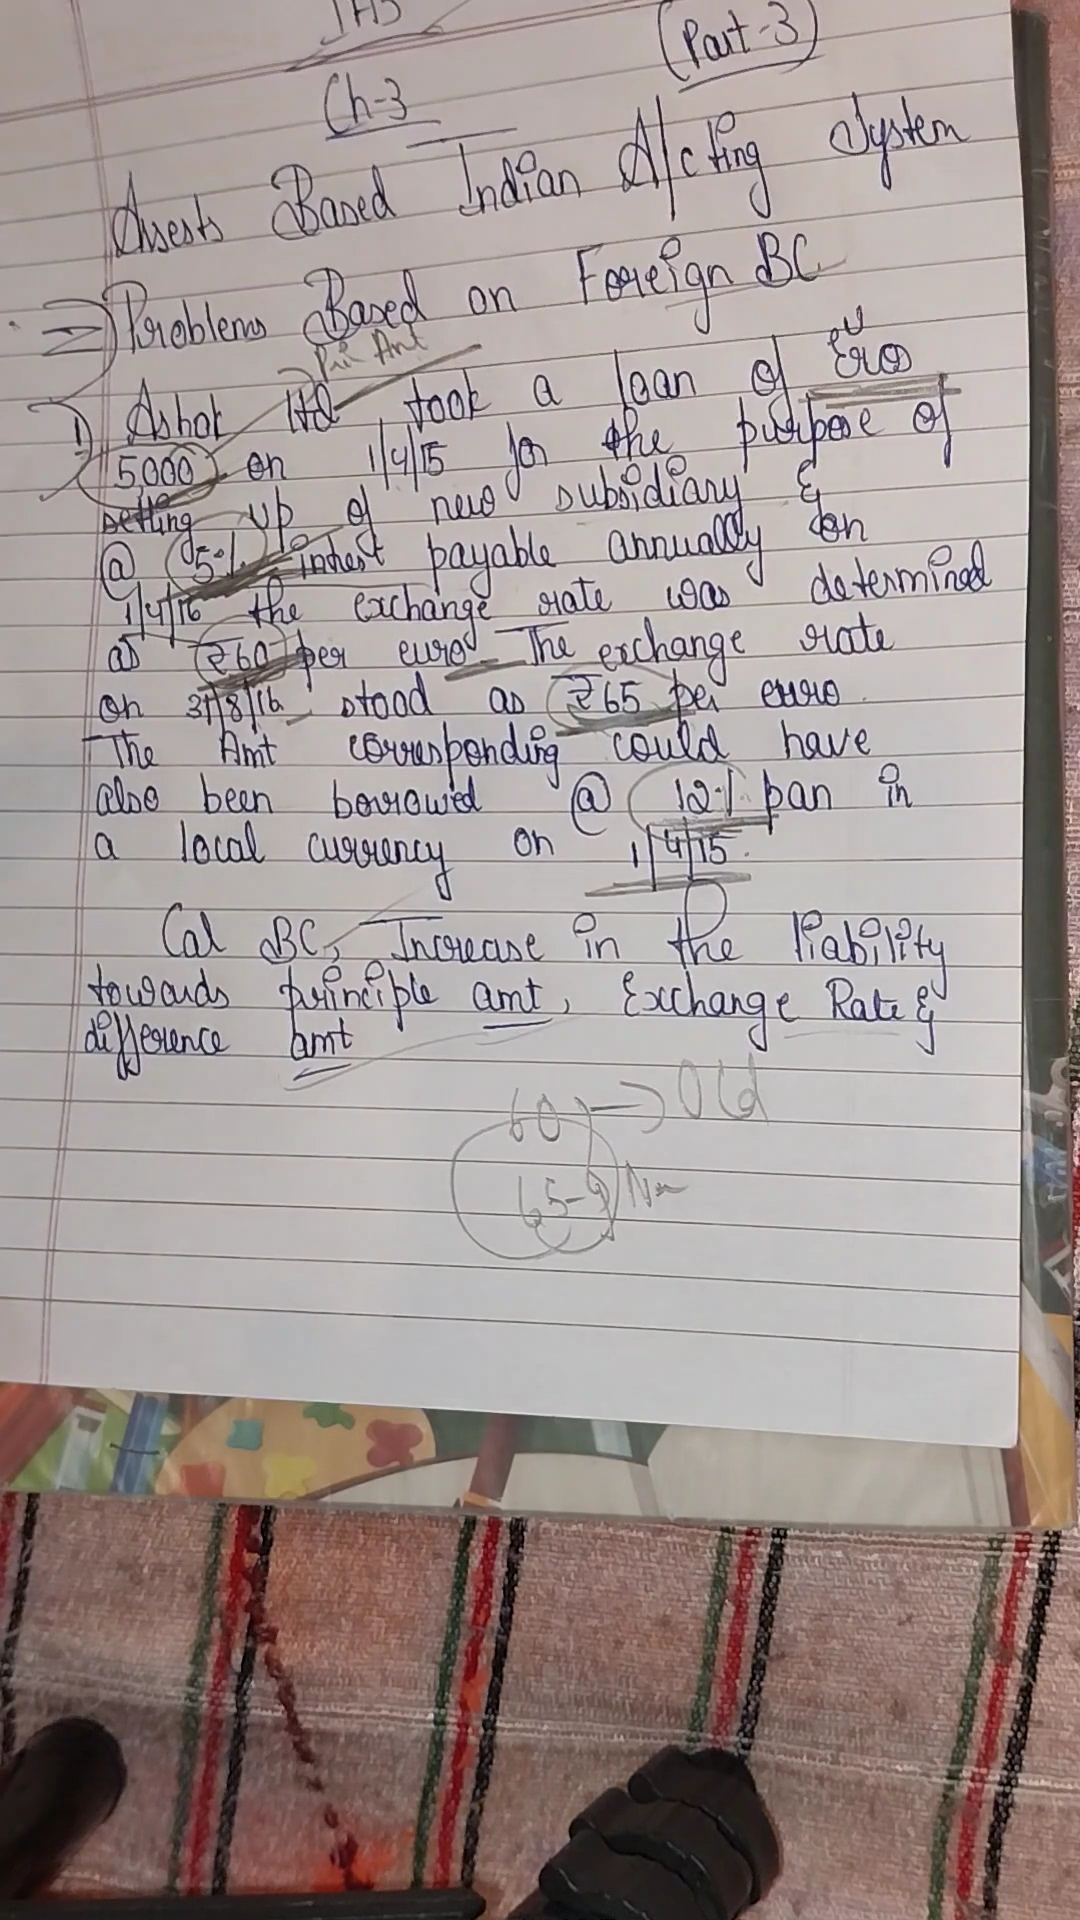 IAS
(Part-3)
Ch-3
Assests Based Indian A/cting System
=> Problems Based on Foreign BC
Pri Amt
1) Ashok ltd took a loan of Eros
5000 on 1/4/15 for the purpose of
setting up of new subsidiary &
@ 5% intrest payable annually on
1/4/16 the exchange rate was determined
as ₹60 per euro The exchange rate
on 31/8/16 stood as ₹65 per euro.
The Amt corresponding could have
also been borrowed @ 12% pan in
a local currency on 1/4/15.
Cal BC, Increase in the liability
towards principle amt, Exchange Rate &
difference amt
60 → Old
65-